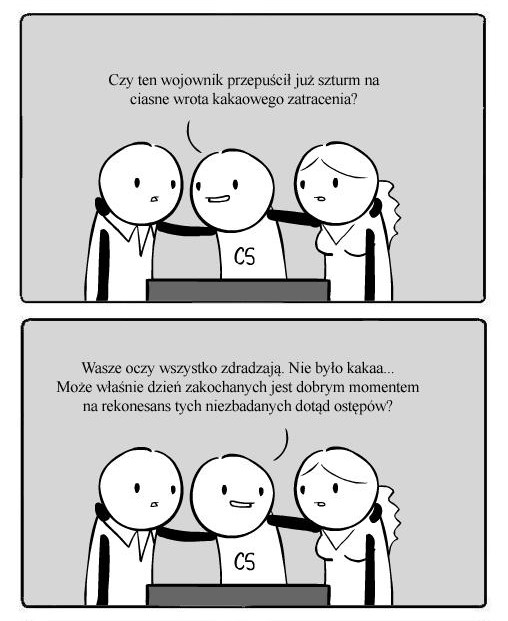 Czy ten wojownik przepuścił już szturm na
ciasne wrota kakaowego zatracenia?
CS
Wasze oczy wszystko zdradzają. Nie było kakaa...
Może właśnie dzień zakochanych jest dobrym momentem
na rekonesans tych niezbadanych dotąd ostępów?
CS